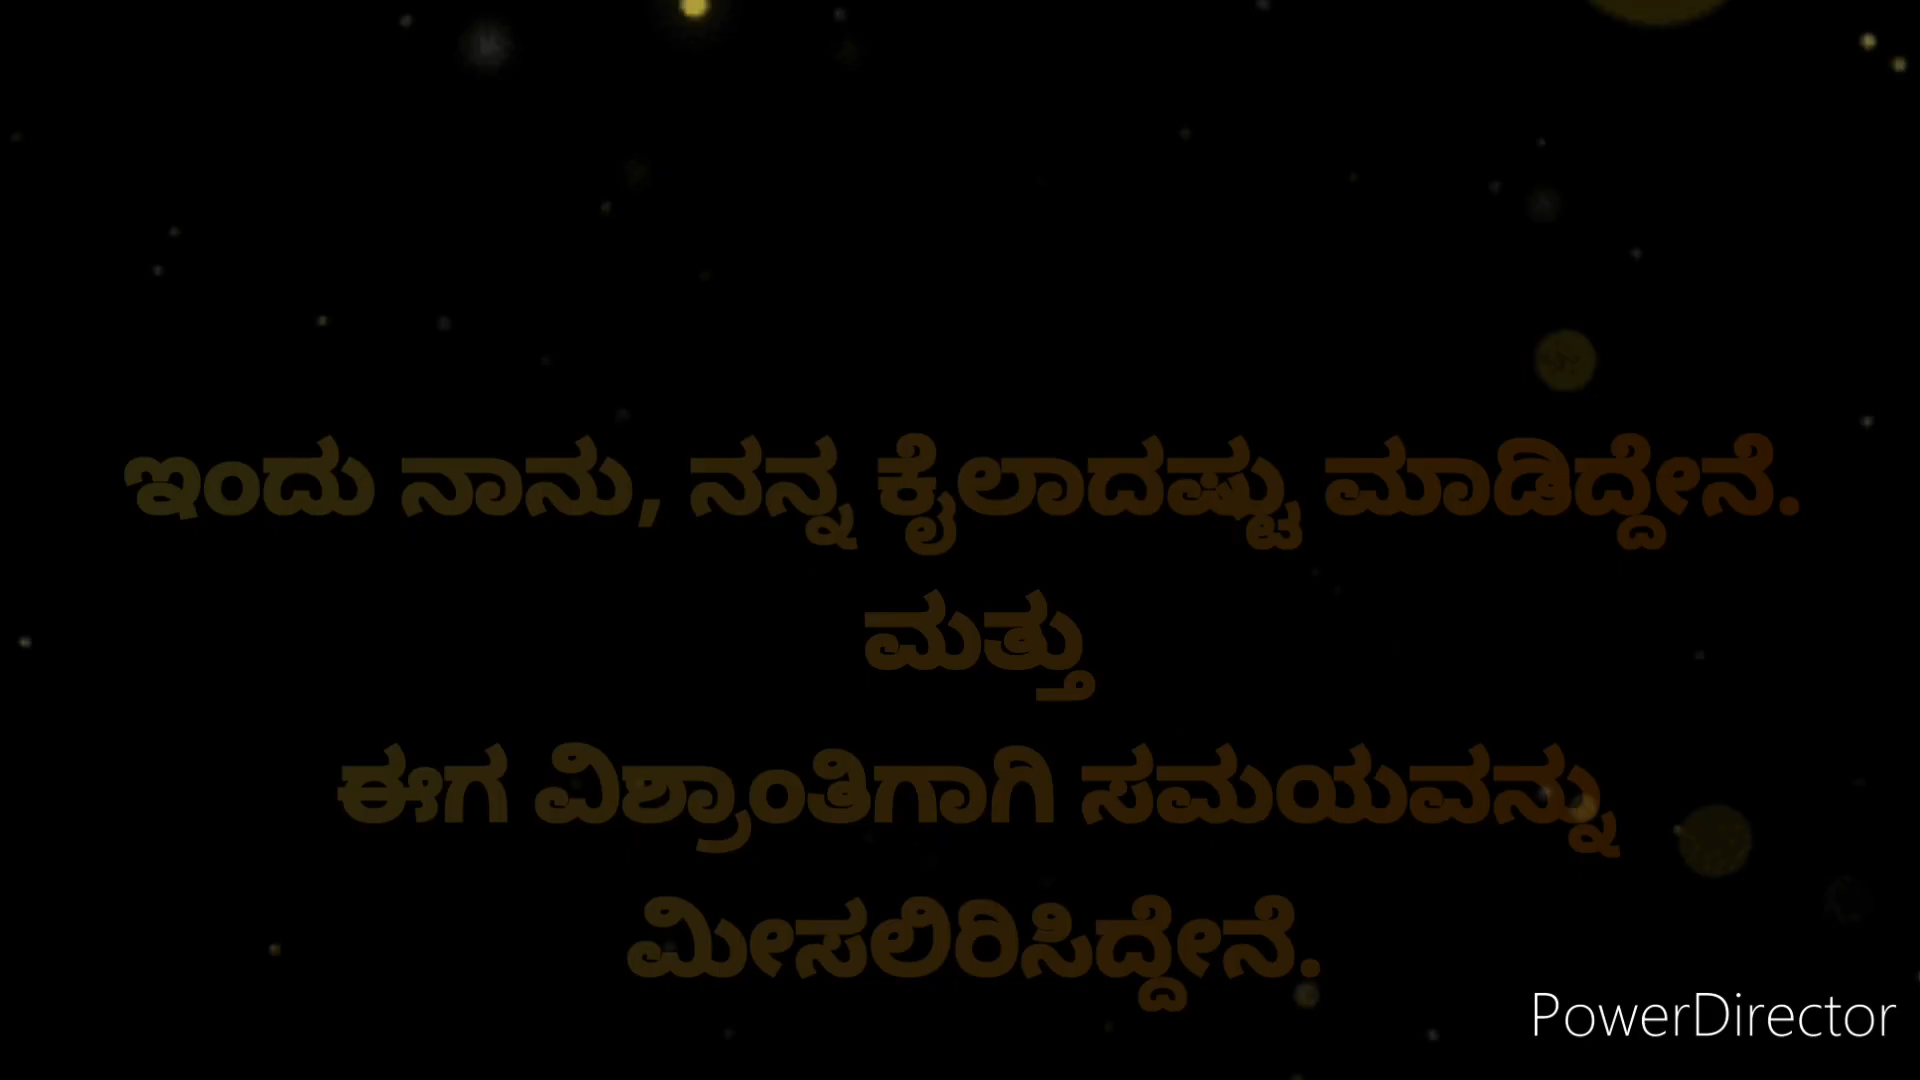 ಇಂದು ನಾನು, ನನ್ನ ಕೈಲಾದಷ್ಟು ಮಾಡಿದ್ದೇನೆ.
ಮತ್ತು
ಈಗ ವಿಶ್ರಾಂತಿಗಾಗಿ ಸಮಯವನ್ನು
ಮೀಸಲಿರಿಸಿದ್ದೇನೆ.
PowerDirector